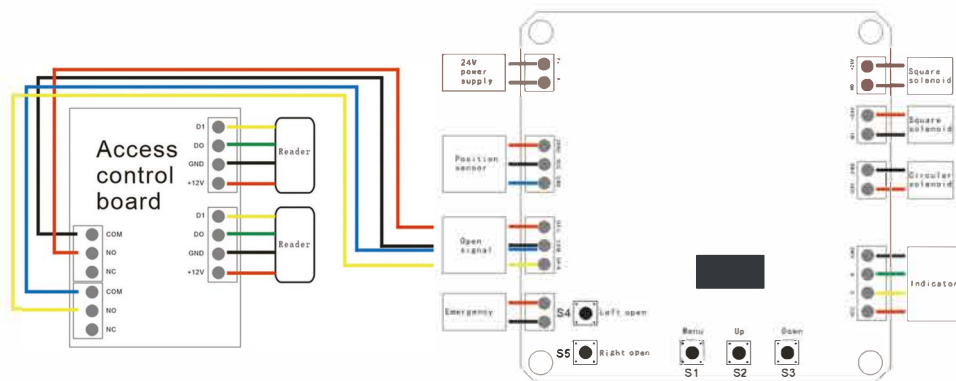 Access
control
board
D1
D0
GND
+12V
Reader
D1
D0
GND
+12V
Reader
COM
NO
NC
COM
NO
NC
24V
power
supply
Position
sensor
Open
signal
Emergency
S4
Left open
S5
Right open
Menu
Up
Down
S1
S2
S3
Square
solenoid
Square
solenoid
Circular
solenoid
Indicator